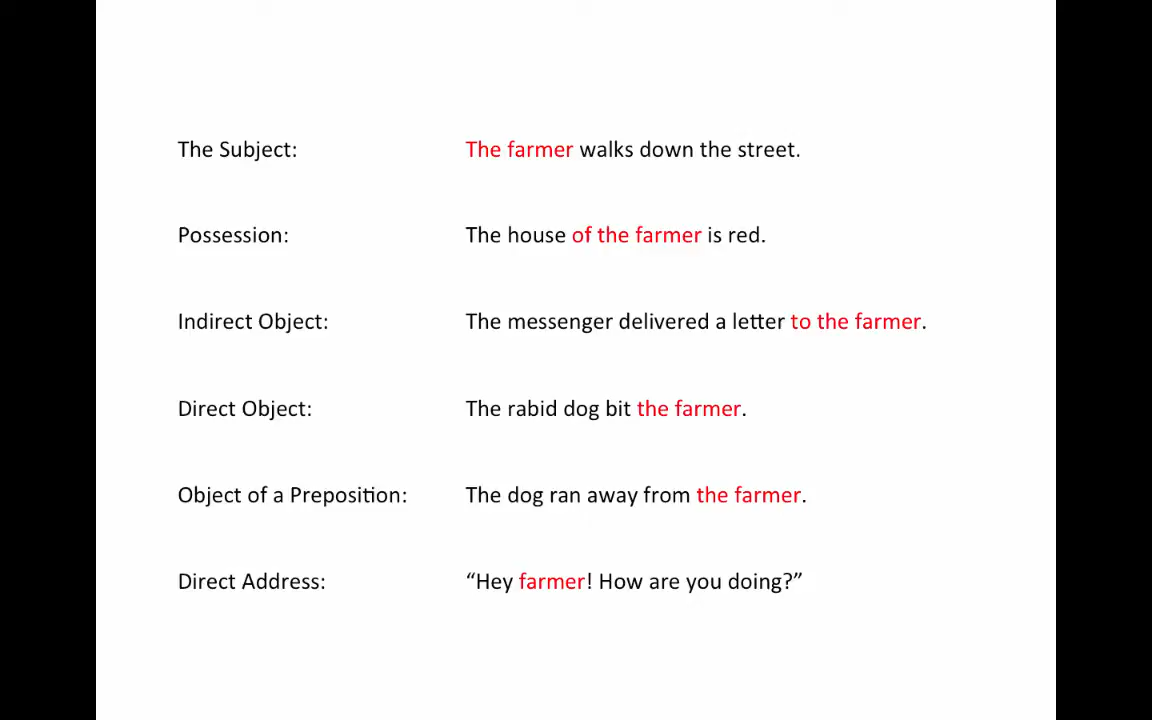 The Subject: The farmer walks down the street.
Possession: The house of the farmer is red.
Indirect Object: The messenger delivered a letter to the farmer.
Direct Object: The rabid dog bit the farmer.
Object of a Preposition: The dog ran away from the farmer.
Direct Address: “Hey farmer! How are you doing?”